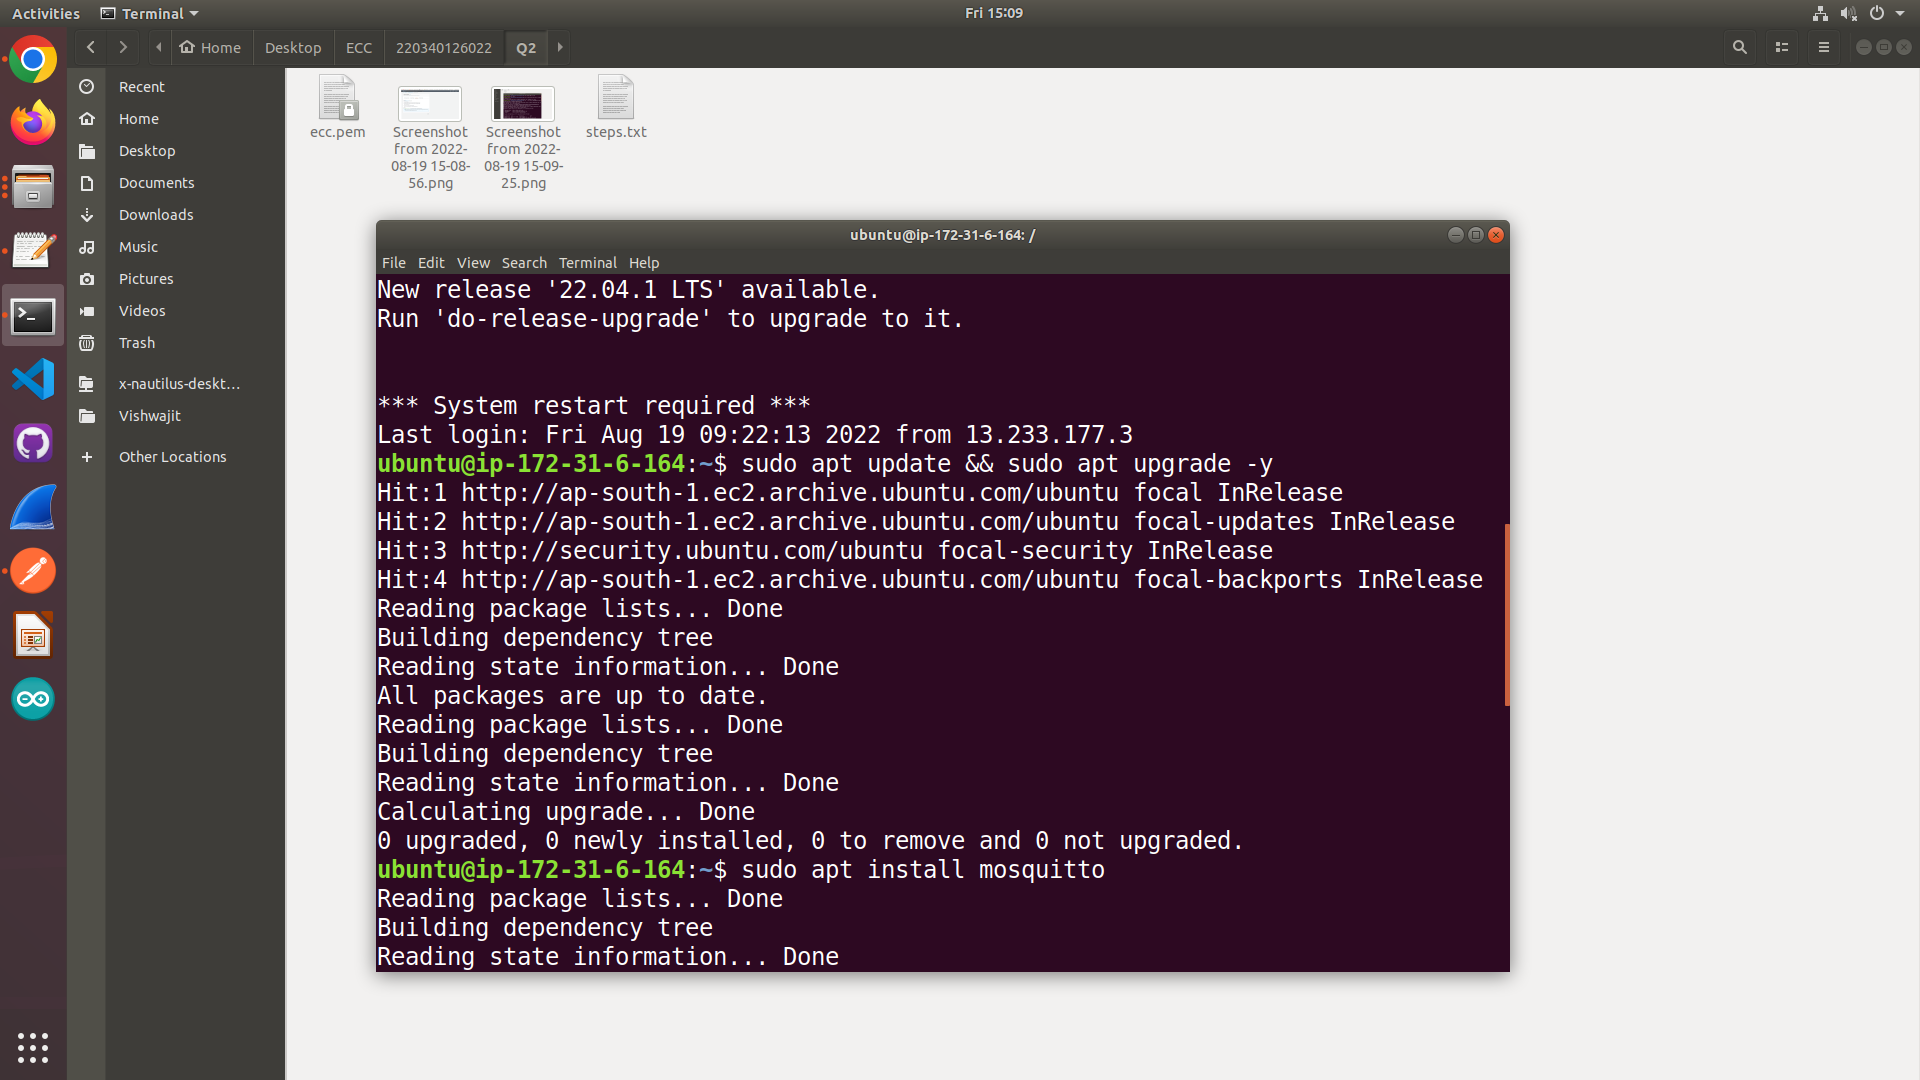 Activities Terminal Fri 15:09
Home Desktop ECC 220340126022 Q2
Recent
Home
Desktop
Documents
Downloads
Music
Pictures
Videos
Trash
x-nautilus-deskt…
Vishwajit
Other Locations
ecc.pem
Screenshot
from 2022-
08-19 15-08-
56.png
Screenshot
from 2022-
08-19 15-09-
25.png
steps.txt
ubuntu@ip-172-31-6-164: /
File Edit View Search Terminal Help
New release '22.04.1 LTS' available.
Run 'do-release-upgrade' to upgrade to it.
*** System restart required ***
Last login: Fri Aug 19 09:22:13 2022 from 13.233.177.3
ubuntu@ip-172-31-6-164:~$ sudo apt update && sudo apt upgrade -y
Hit:1 http://ap-south-1.ec2.archive.ubuntu.com/ubuntu focal InRelease
Hit:2 http://ap-south-1.ec2.archive.ubuntu.com/ubuntu focal-updates InRelease
Hit:3 http://security.ubuntu.com/ubuntu focal-security InRelease
Hit:4 http://ap-south-1.ec2.archive.ubuntu.com/ubuntu focal-backports InRelease
Reading package lists... Done
Building dependency tree
Reading state information... Done
All packages are up to date.
Reading package lists... Done
Building dependency tree
Reading state information... Done
Calculating upgrade... Done
0 upgraded, 0 newly installed, 0 to remove and 0 not upgraded.
ubuntu@ip-172-31-6-164:~$ sudo apt install mosquitto
Reading package lists... Done
Building dependency tree
Reading state information... Done